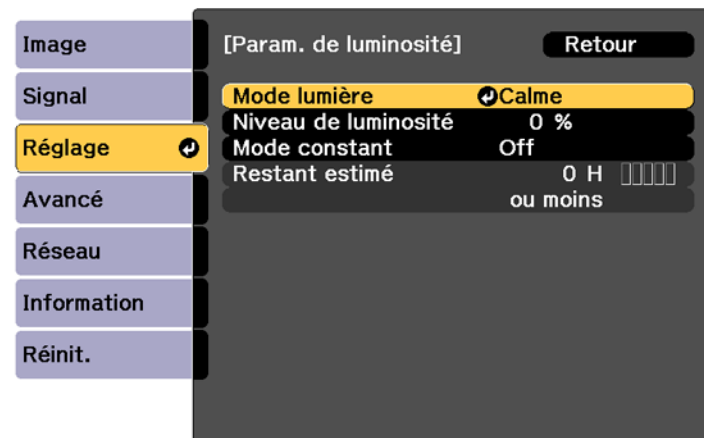 Image
Signal
Réglage
Avancé
Réseau
Information
Réinit.
[Param. de luminosité] Retour
Mode lumière Calme
Niveau de luminosité 0 %
Mode constant Off
Restant estimé 0 H
ou moins